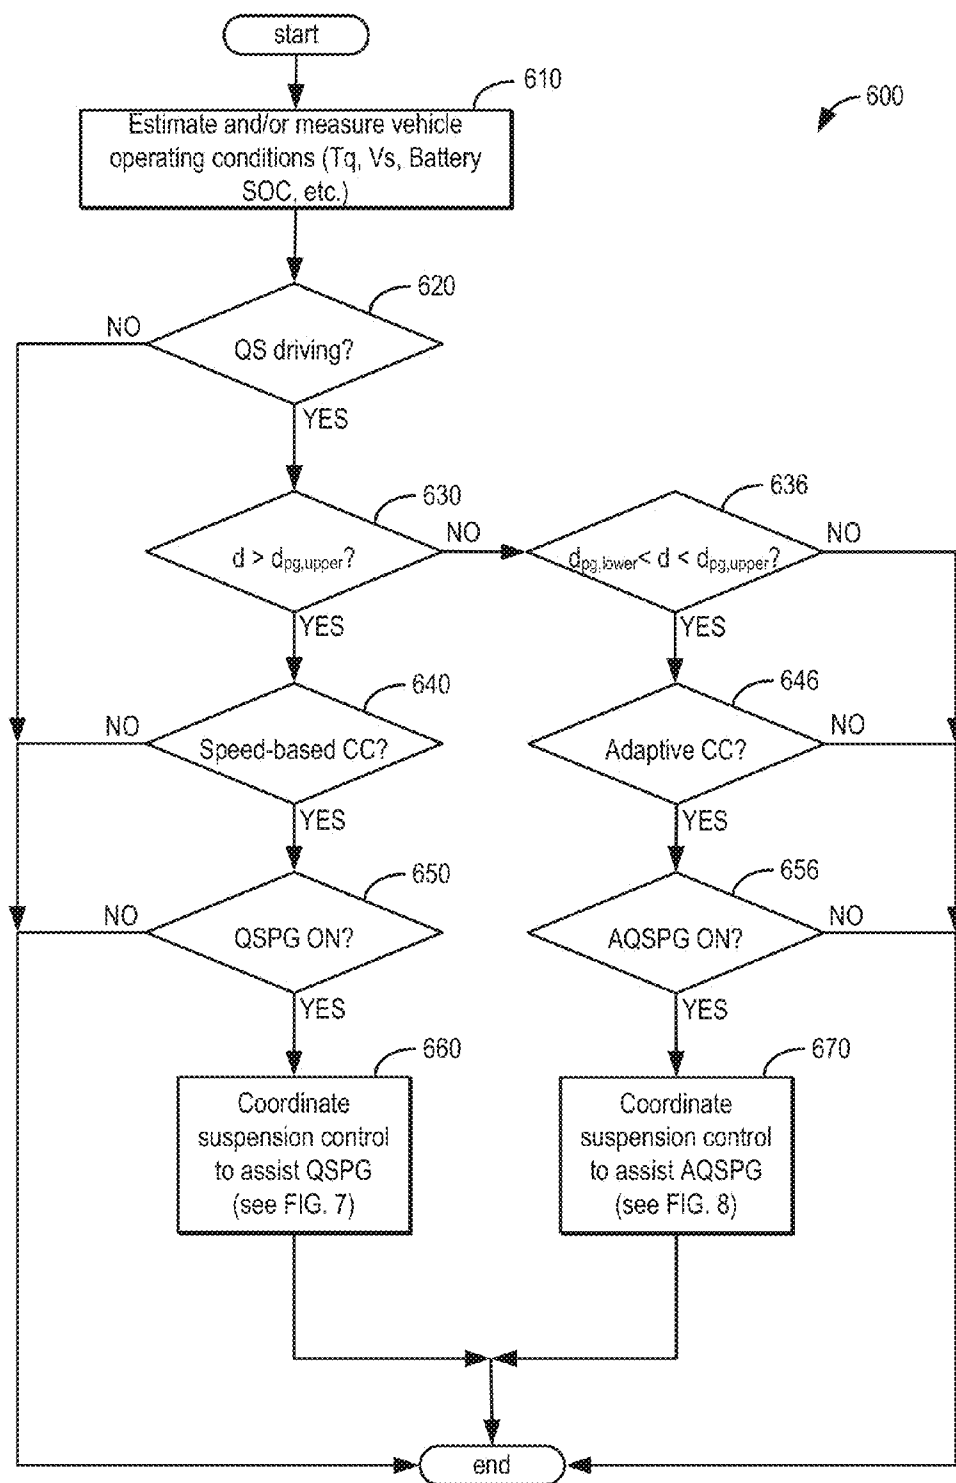 start
610
600
Estimate and/or measure vehicle
operating conditions (Tq, Vs, Battery
SOC, etc.)
620
NO
QS driving?
YES
630
636
NO
NO
d > dpg,upper?
dpg,lower< d < dpg,upper?
YES
YES
640
646
NO
NO
Speed-based CC?
Adaptive CC?
YES
YES
650
656
NO
NO
QSPG ON?
AQSPG ON?
YES
YES
660
670
Coordinate
suspension control
to assist QSPG
(see FIG. 7)
Coordinate
suspension control
to assist AQSPG
(see FIG. 8)
end